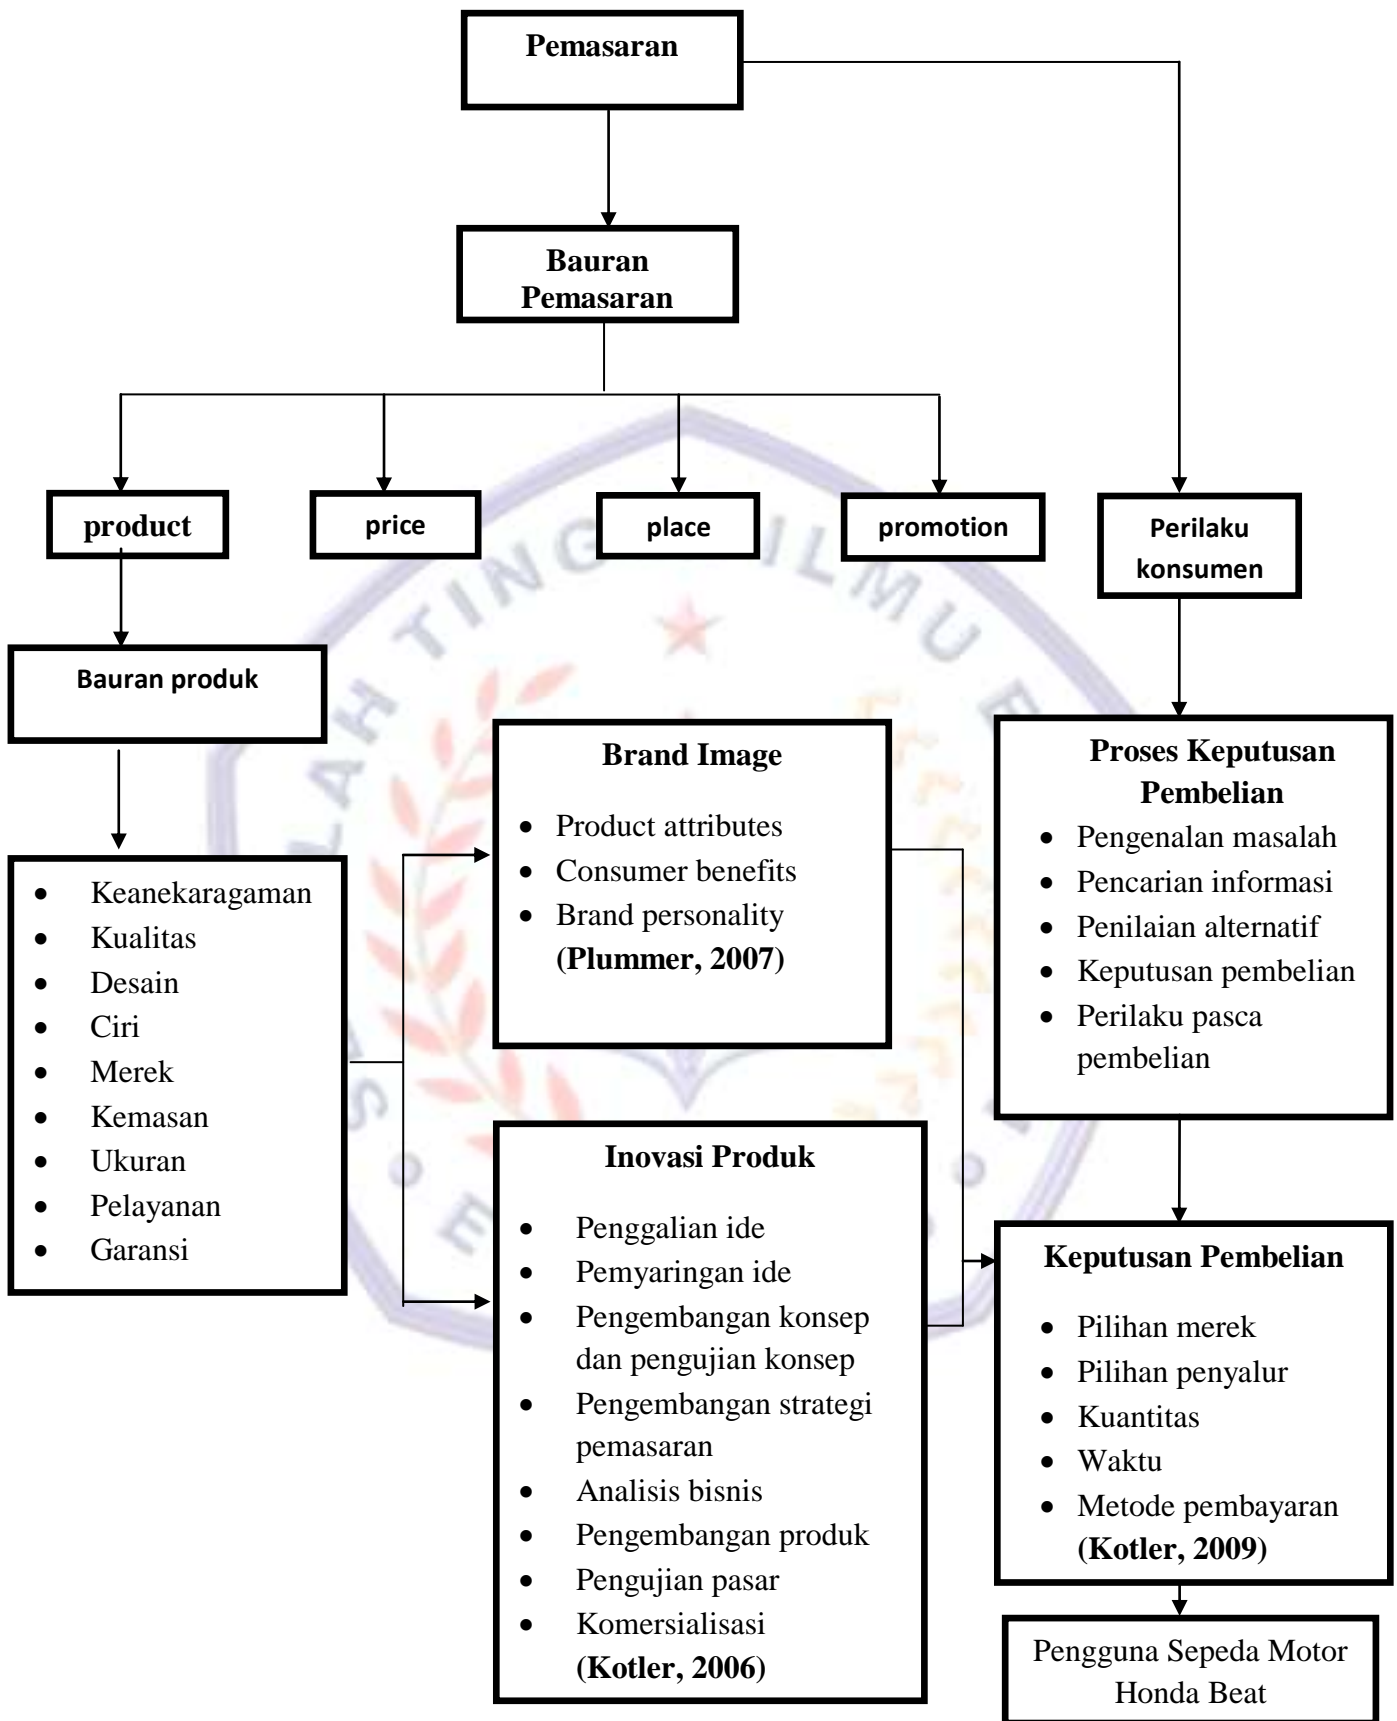 Pemasaran
Bauran
Pemasaran
product
price
place
promotion
Perilaku
konsumen
Bauran produk
• Keanekaragaman
• Kualitas
• Desain
• Ciri
• Merek
• Kemasan
• Ukuran
• Pelayanan
• Garansi
Brand Image
• Product attributes
• Consumer benefits
• Brand personality
(Plummer, 2007)
Inovasi Produk
• Penggalian ide
• Pemyaringan ide
• Pengembangan konsep
dan pengujian konsep
• Pengembangan strategi
pemasaran
• Analisis bisnis
• Pengembangan produk
• Pengujian pasar
• Komersialisasi
(Kotler, 2006)
Proses Keputusan
Pembelian
• Pengenalan masalah
• Pencarian informasi
• Penilaian alternatif
• Keputusan pembelian
• Perilaku pasca
pembelian
Keputusan Pembelian
• Pilihan merek
• Pilihan penyalur
• Kuantitas
• Waktu
• Metode pembayaran
(Kotler, 2009)
Pengguna Sepeda Motor
Honda Beat